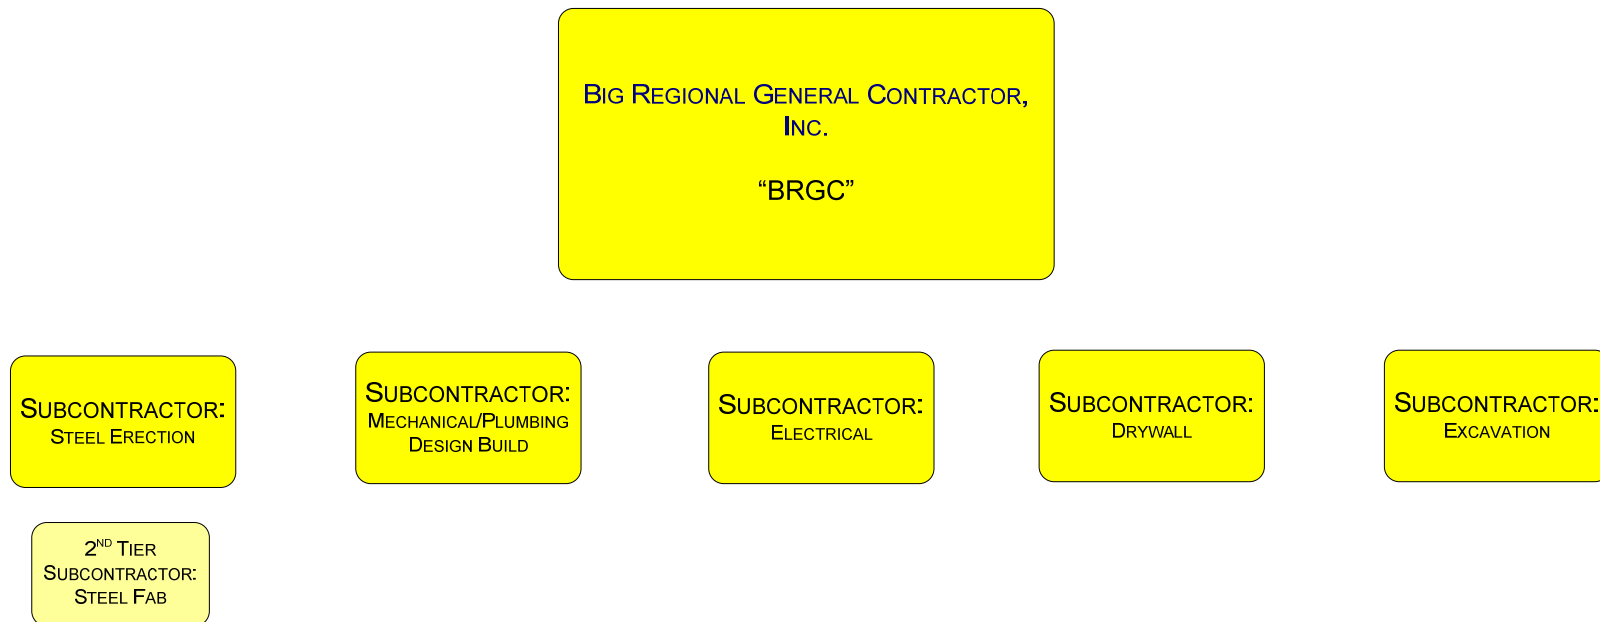 Big Regional General Contractor,
Inc.
“BRGC”
Subcontractor:
Steel Erection
Subcontractor:
Mechanical/Plumbing
Design Build
Subcontractor:
Electrical
Subcontractor:
Drywall
Subcontractor:
Excavation
2nd Tier
Subcontractor:
Steel Fab